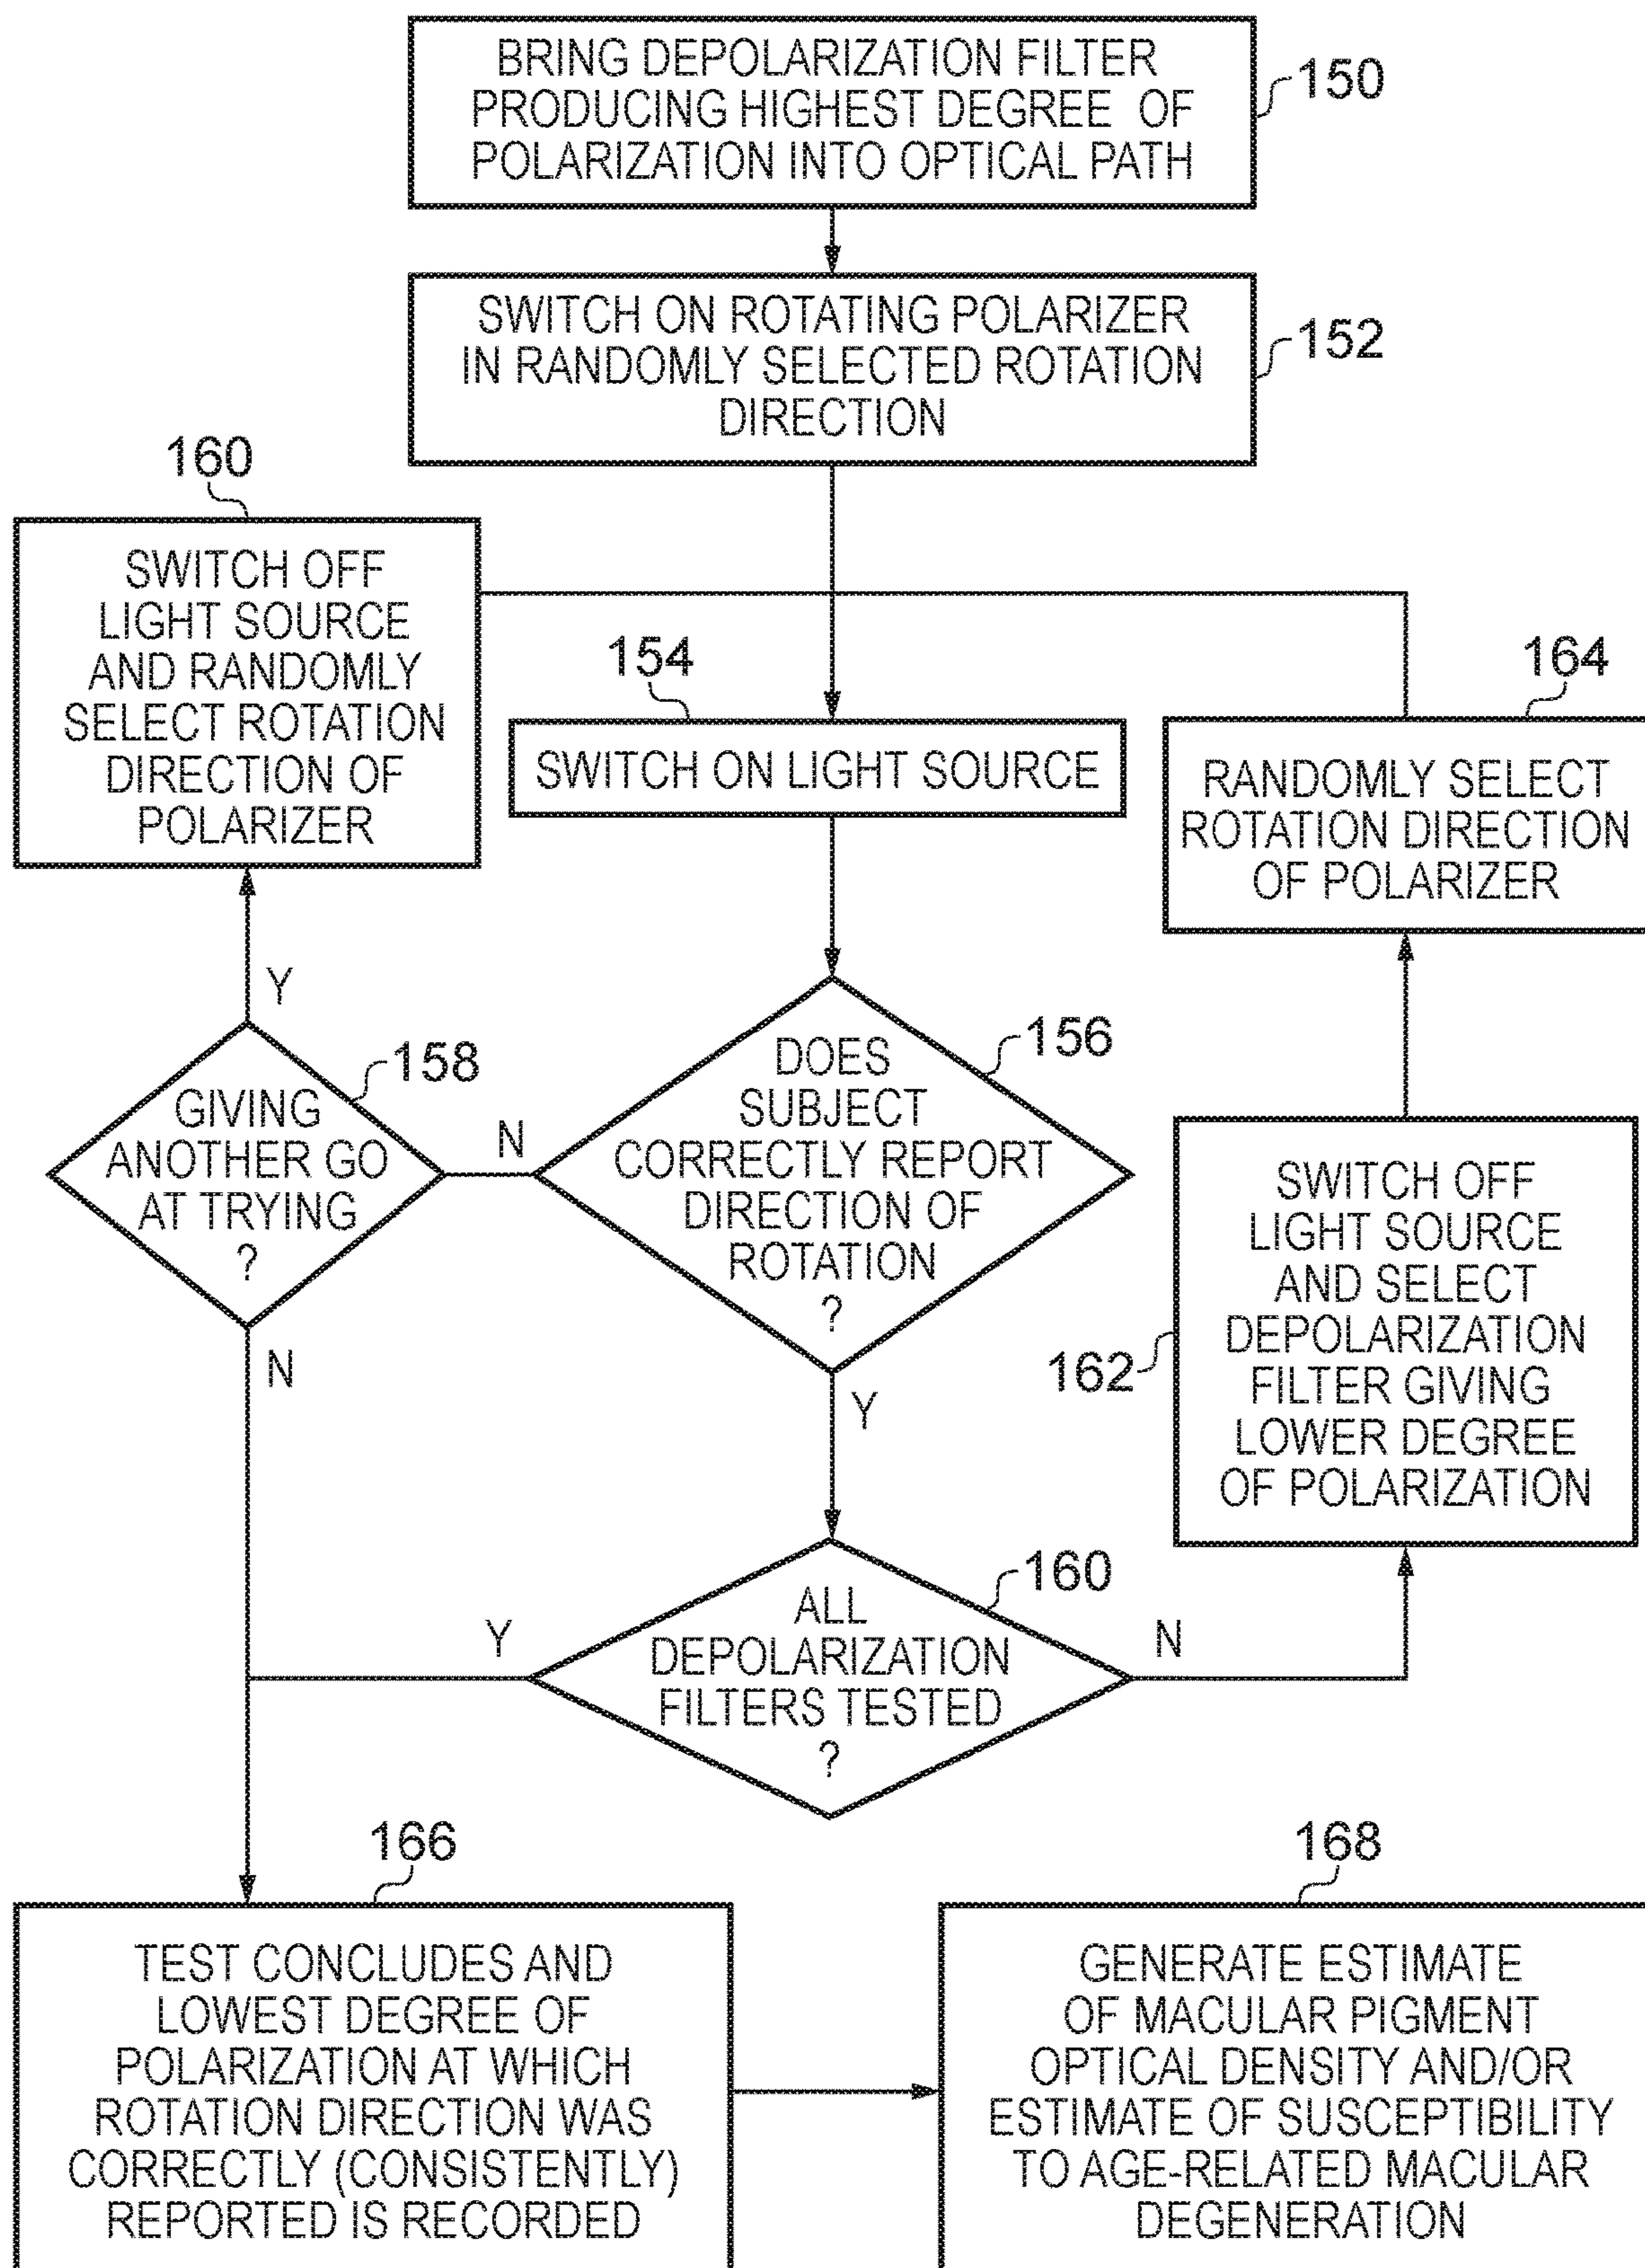 BRING DEPOLARIZATION FILTER
PRODUCING HIGHEST DEGREE OF
POLARIZATION INTO OPTICAL PATH
150
SWITCH ON ROTATING POLARIZER
IN RANDOMLY SELECTED ROTATION
DIRECTION
152
160
SWITCH OFF
LIGHT SOURCE
AND RANDOMLY
SELECT ROTATION
DIRECTION OF
POLARIZER
154
SWITCH ON LIGHT SOURCE
164
RANDOMLY SELECT
ROTATION DIRECTION
OF POLARIZER
Y
158
GIVING
ANOTHER GO
AT TRYING
?
N
N
156
DOES
SUBJECT
CORRECTLY REPORT
DIRECTION OF
ROTATION
?
Y
162
SWITCH OFF
LIGHT SOURCE
AND SELECT
DEPOLARIZATION
FILTER GIVING
LOWER DEGREE
OF POLARIZATION
160
ALL
DEPOLARIZATION
FILTERS TESTED
?
Y
N
166
TEST CONCLUDES AND
LOWEST DEGREE OF
POLARIZATION AT WHICH
ROTATION DIRECTION WAS
CORRECTLY (CONSISTENTLY)
REPORTED IS RECORDED
168
GENERATE ESTIMATE
OF MACULAR PIGMENT
OPTICAL DENSITY AND/OR
ESTIMATE OF SUSCEPTIBILITY
TO AGE-RELATED MACULAR
DEGENERATION